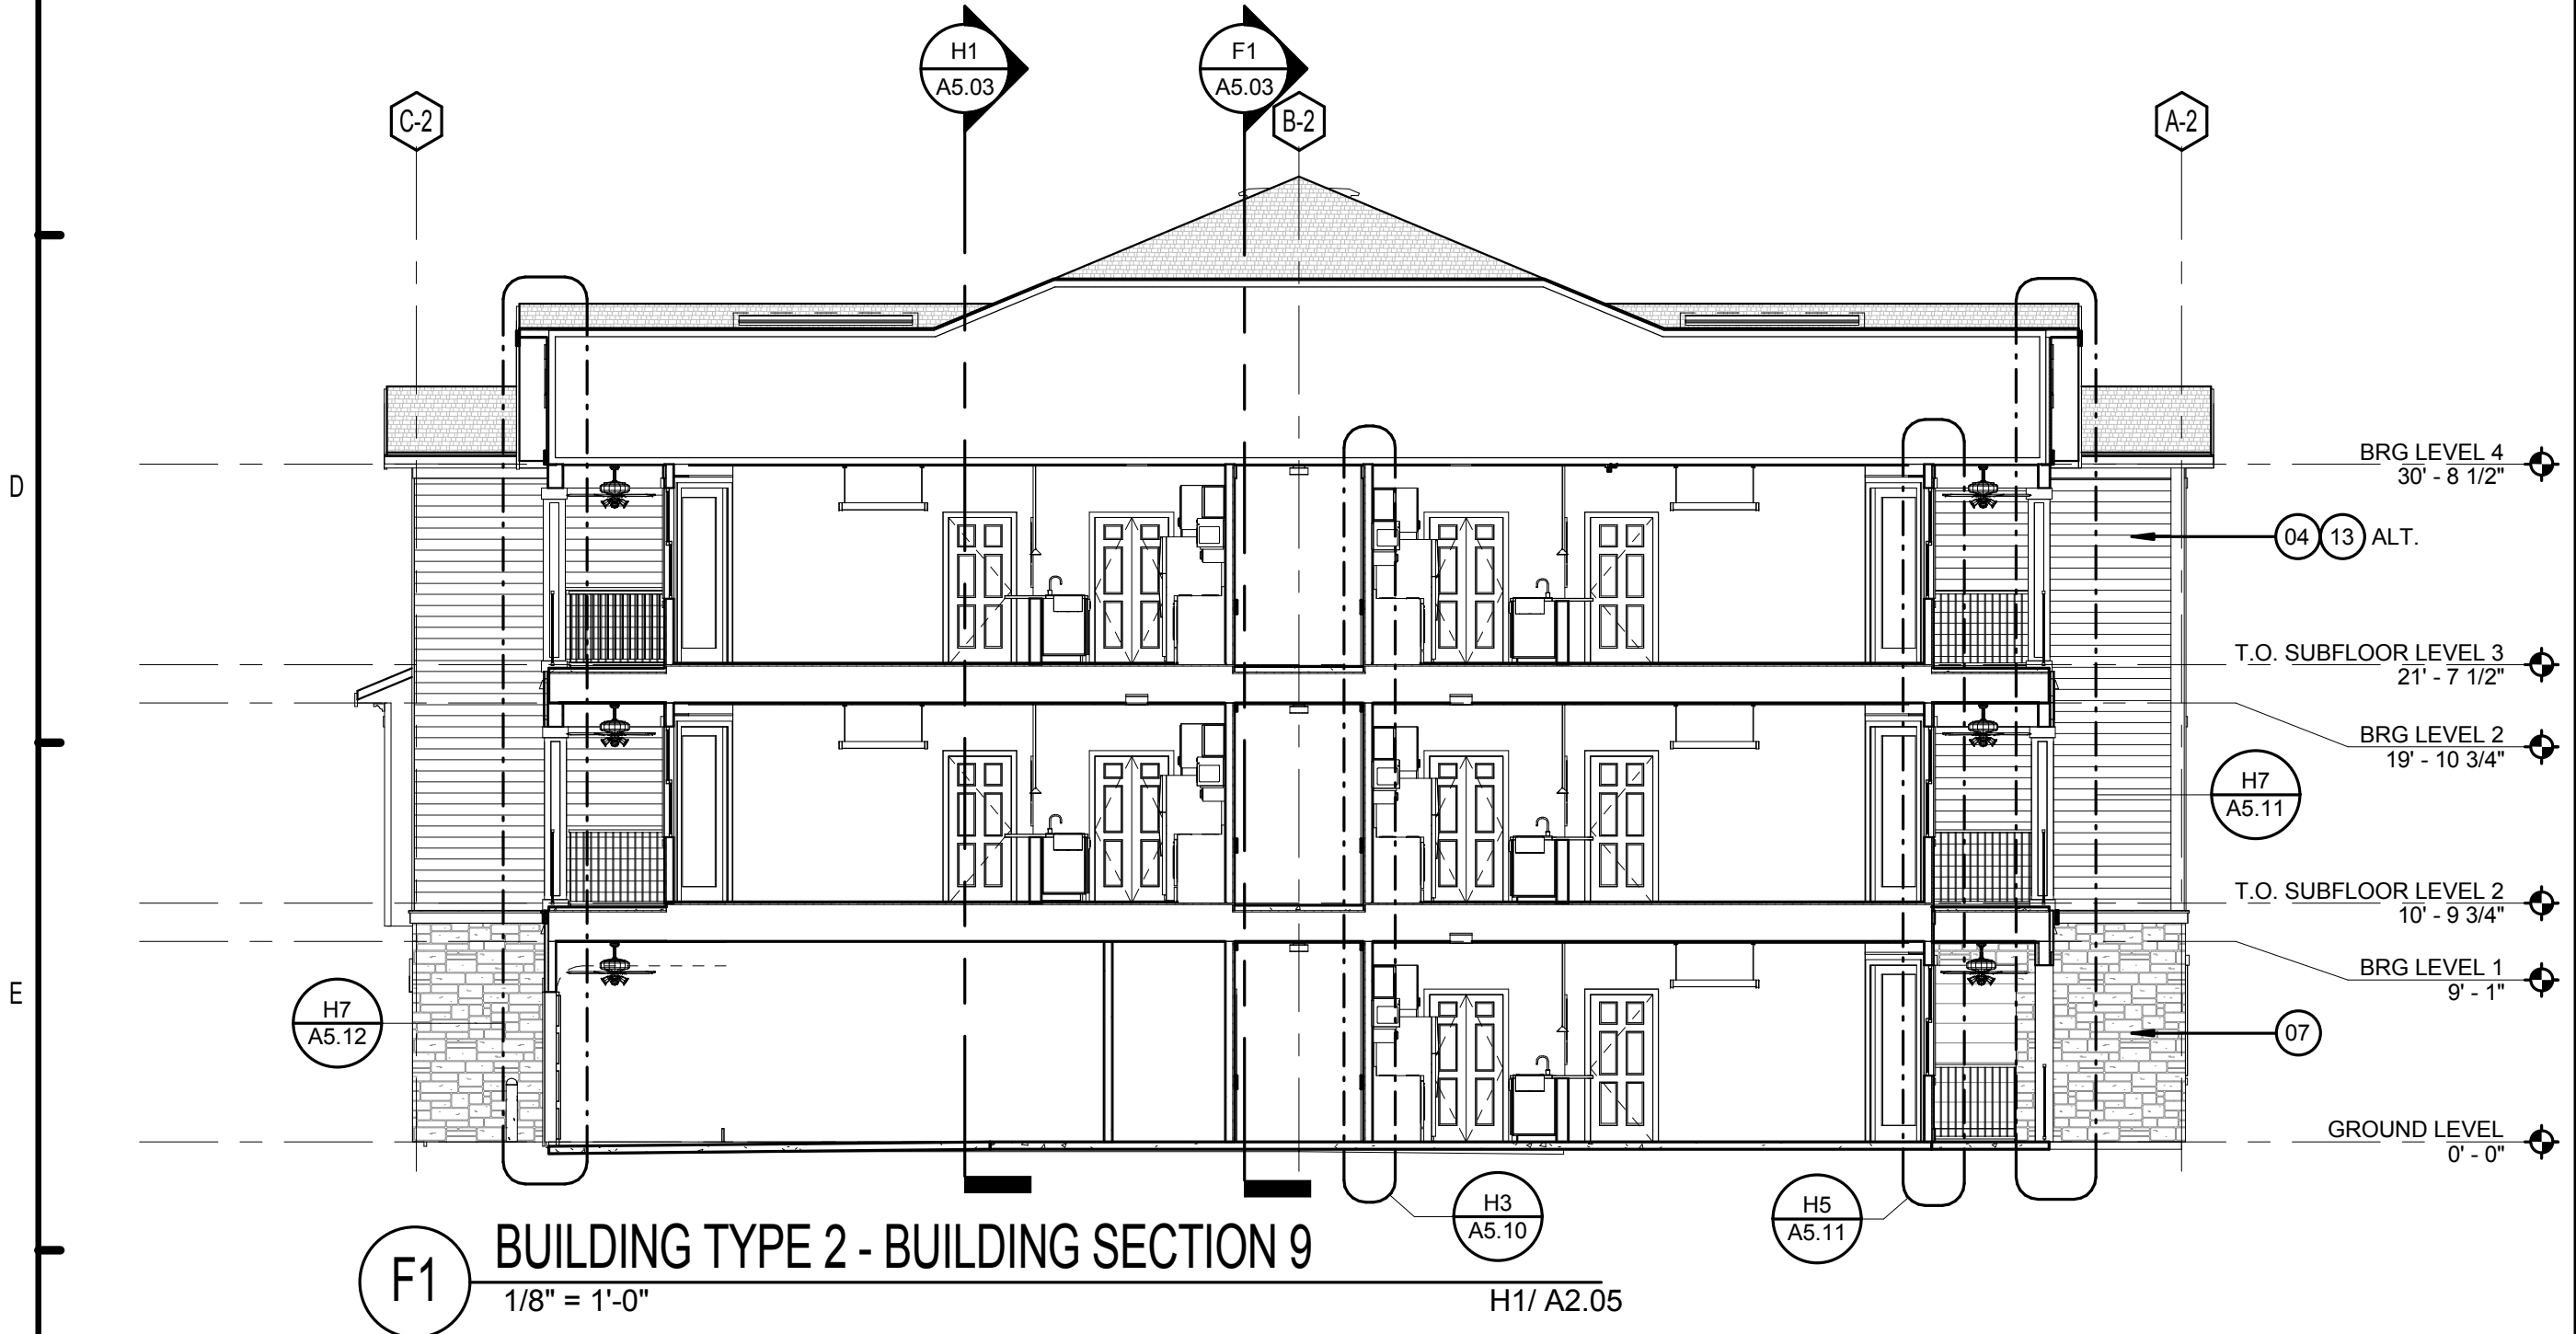 H1
A5.03
F1
A5.03
C-2
B-2
A-2
D
BRG LEVEL 4
30' - 8 1/2"
04 13 ALT.
T.O. SUBFLOOR LEVEL 3
21' - 7 1/2"
BRG LEVEL 2
19' - 10 3/4"
H7
A5.11
T.O. SUBFLOOR LEVEL 2
10' - 9 3/4"
BRG LEVEL 1
9' - 1"
E
H7
A5.12
07
GROUND LEVEL
0' - 0"
H3
A5.10
H5
A5.11
F1
BUILDING TYPE 2 - BUILDING SECTION 9
1/8" = 1'-0"
H1/ A2.05